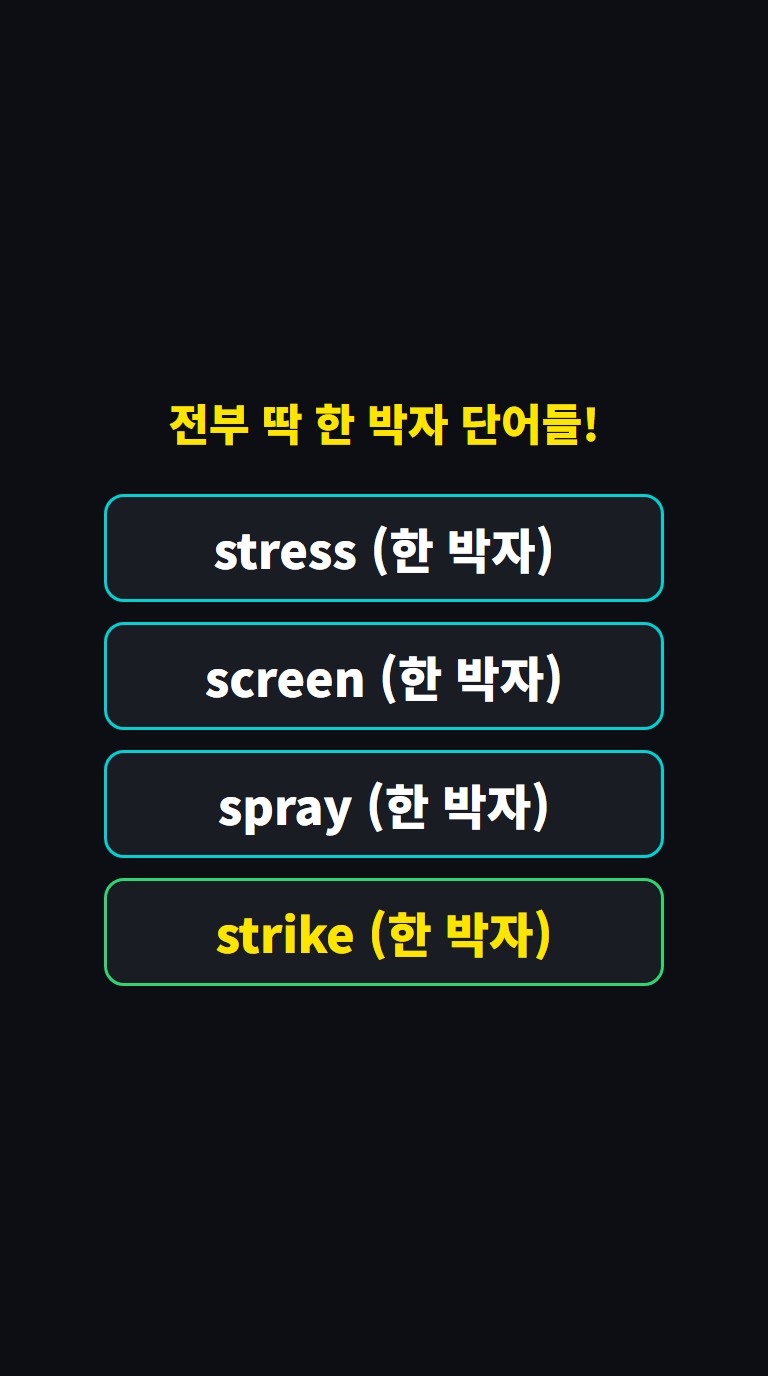 전부 딱 한 박자 단어들!
stress (한 박자)
screen (한 박자)
spray (한 박자)
strike (한 박자)